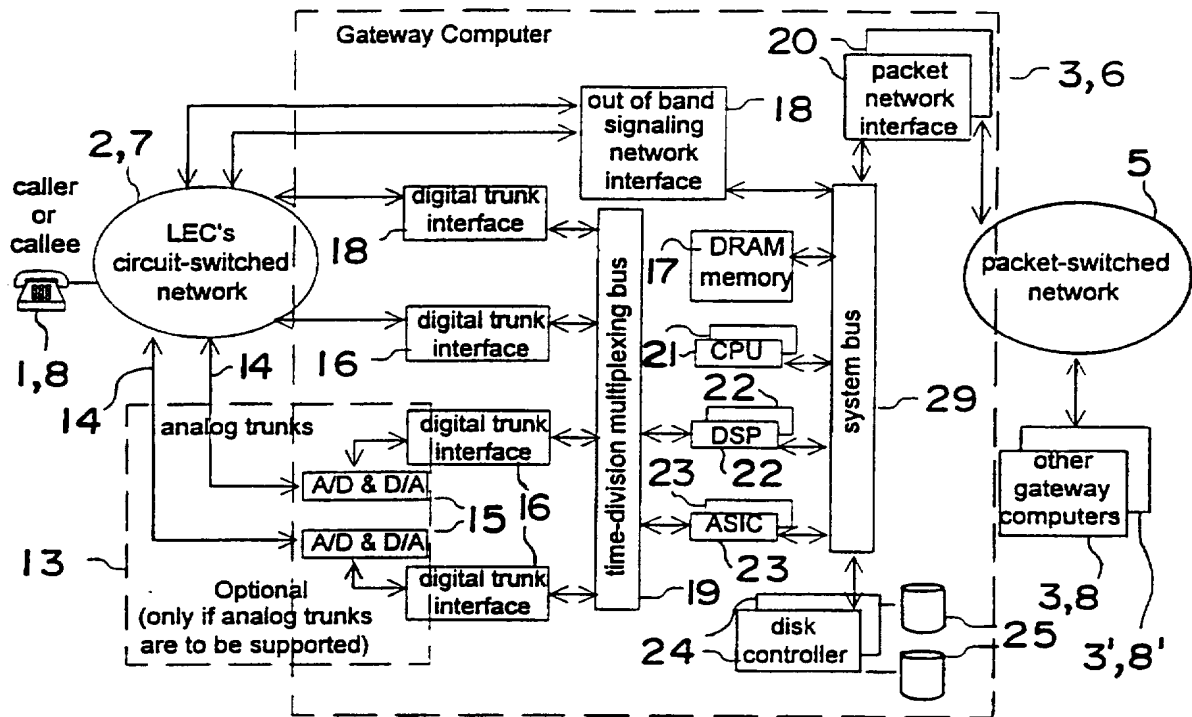 Gateway Computer
20
packet
network
interface
3,6
out of band
signaling
network
interface
18
2,7
caller
or
callee
LEC's
circuit-switched
network
digital trunk
interface
18
5
packet-switched
network
17
DRAM
memory
digital trunk
interface
16
1,8
14
14
21
CPU
time-division multiplexing bus
system bus
29
22
DSP
22
analog trunks
digital trunk
interface
A/D & D/A
16
15
A/D & D/A
23
ASIC
23
other
gateway
computers
13
Optional
(only if analog trunks
are to be supported)
digital trunk
interface
19
3,8
3',8'
24
disk
controller
25